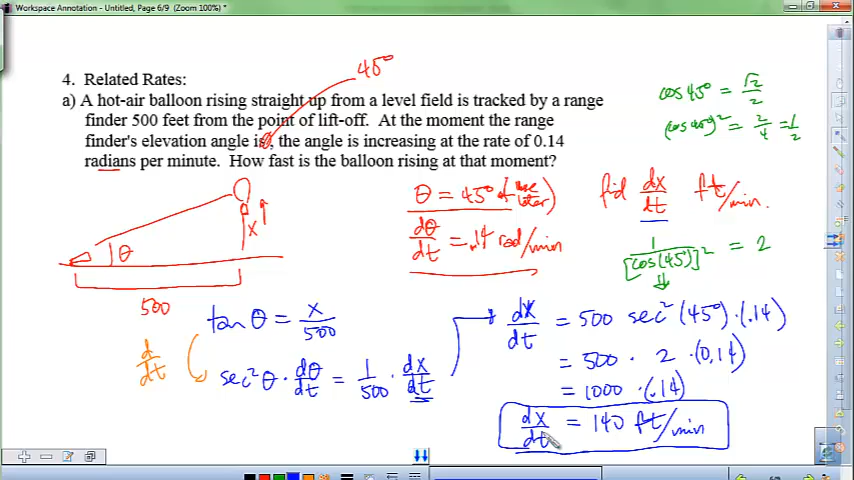 Workspace Annotation - Untitled, Page 6/9 (Zoom 100%) *
45°
4. Related Rates:
a) A hot-air balloon rising straight up from a level field is tracked by a range
finder 500 feet from the point of lift-off. At the moment the range
finder's elevation angle is , the angle is increasing at the rate of 0.14
radians per minute. How fast is the balloon rising at that moment?
cos 45° = √2/2
(cos 45°)² = 2/4 = 1/2
θ = 45° (use later)
dθ/dt = .14 rad/min
find dx/dt ft/min.
1/[cos(45°)]² = 2
θ
x
500
tan θ = x/500
d/dt
sec²θ · dθ/dt = 1/500 · dx/dt
dx/dt = 500 sec²(45°) · (.14)
= 500 · 2 · (0.14)
= 1000 · (.14)
dx/dt = 140 ft/min